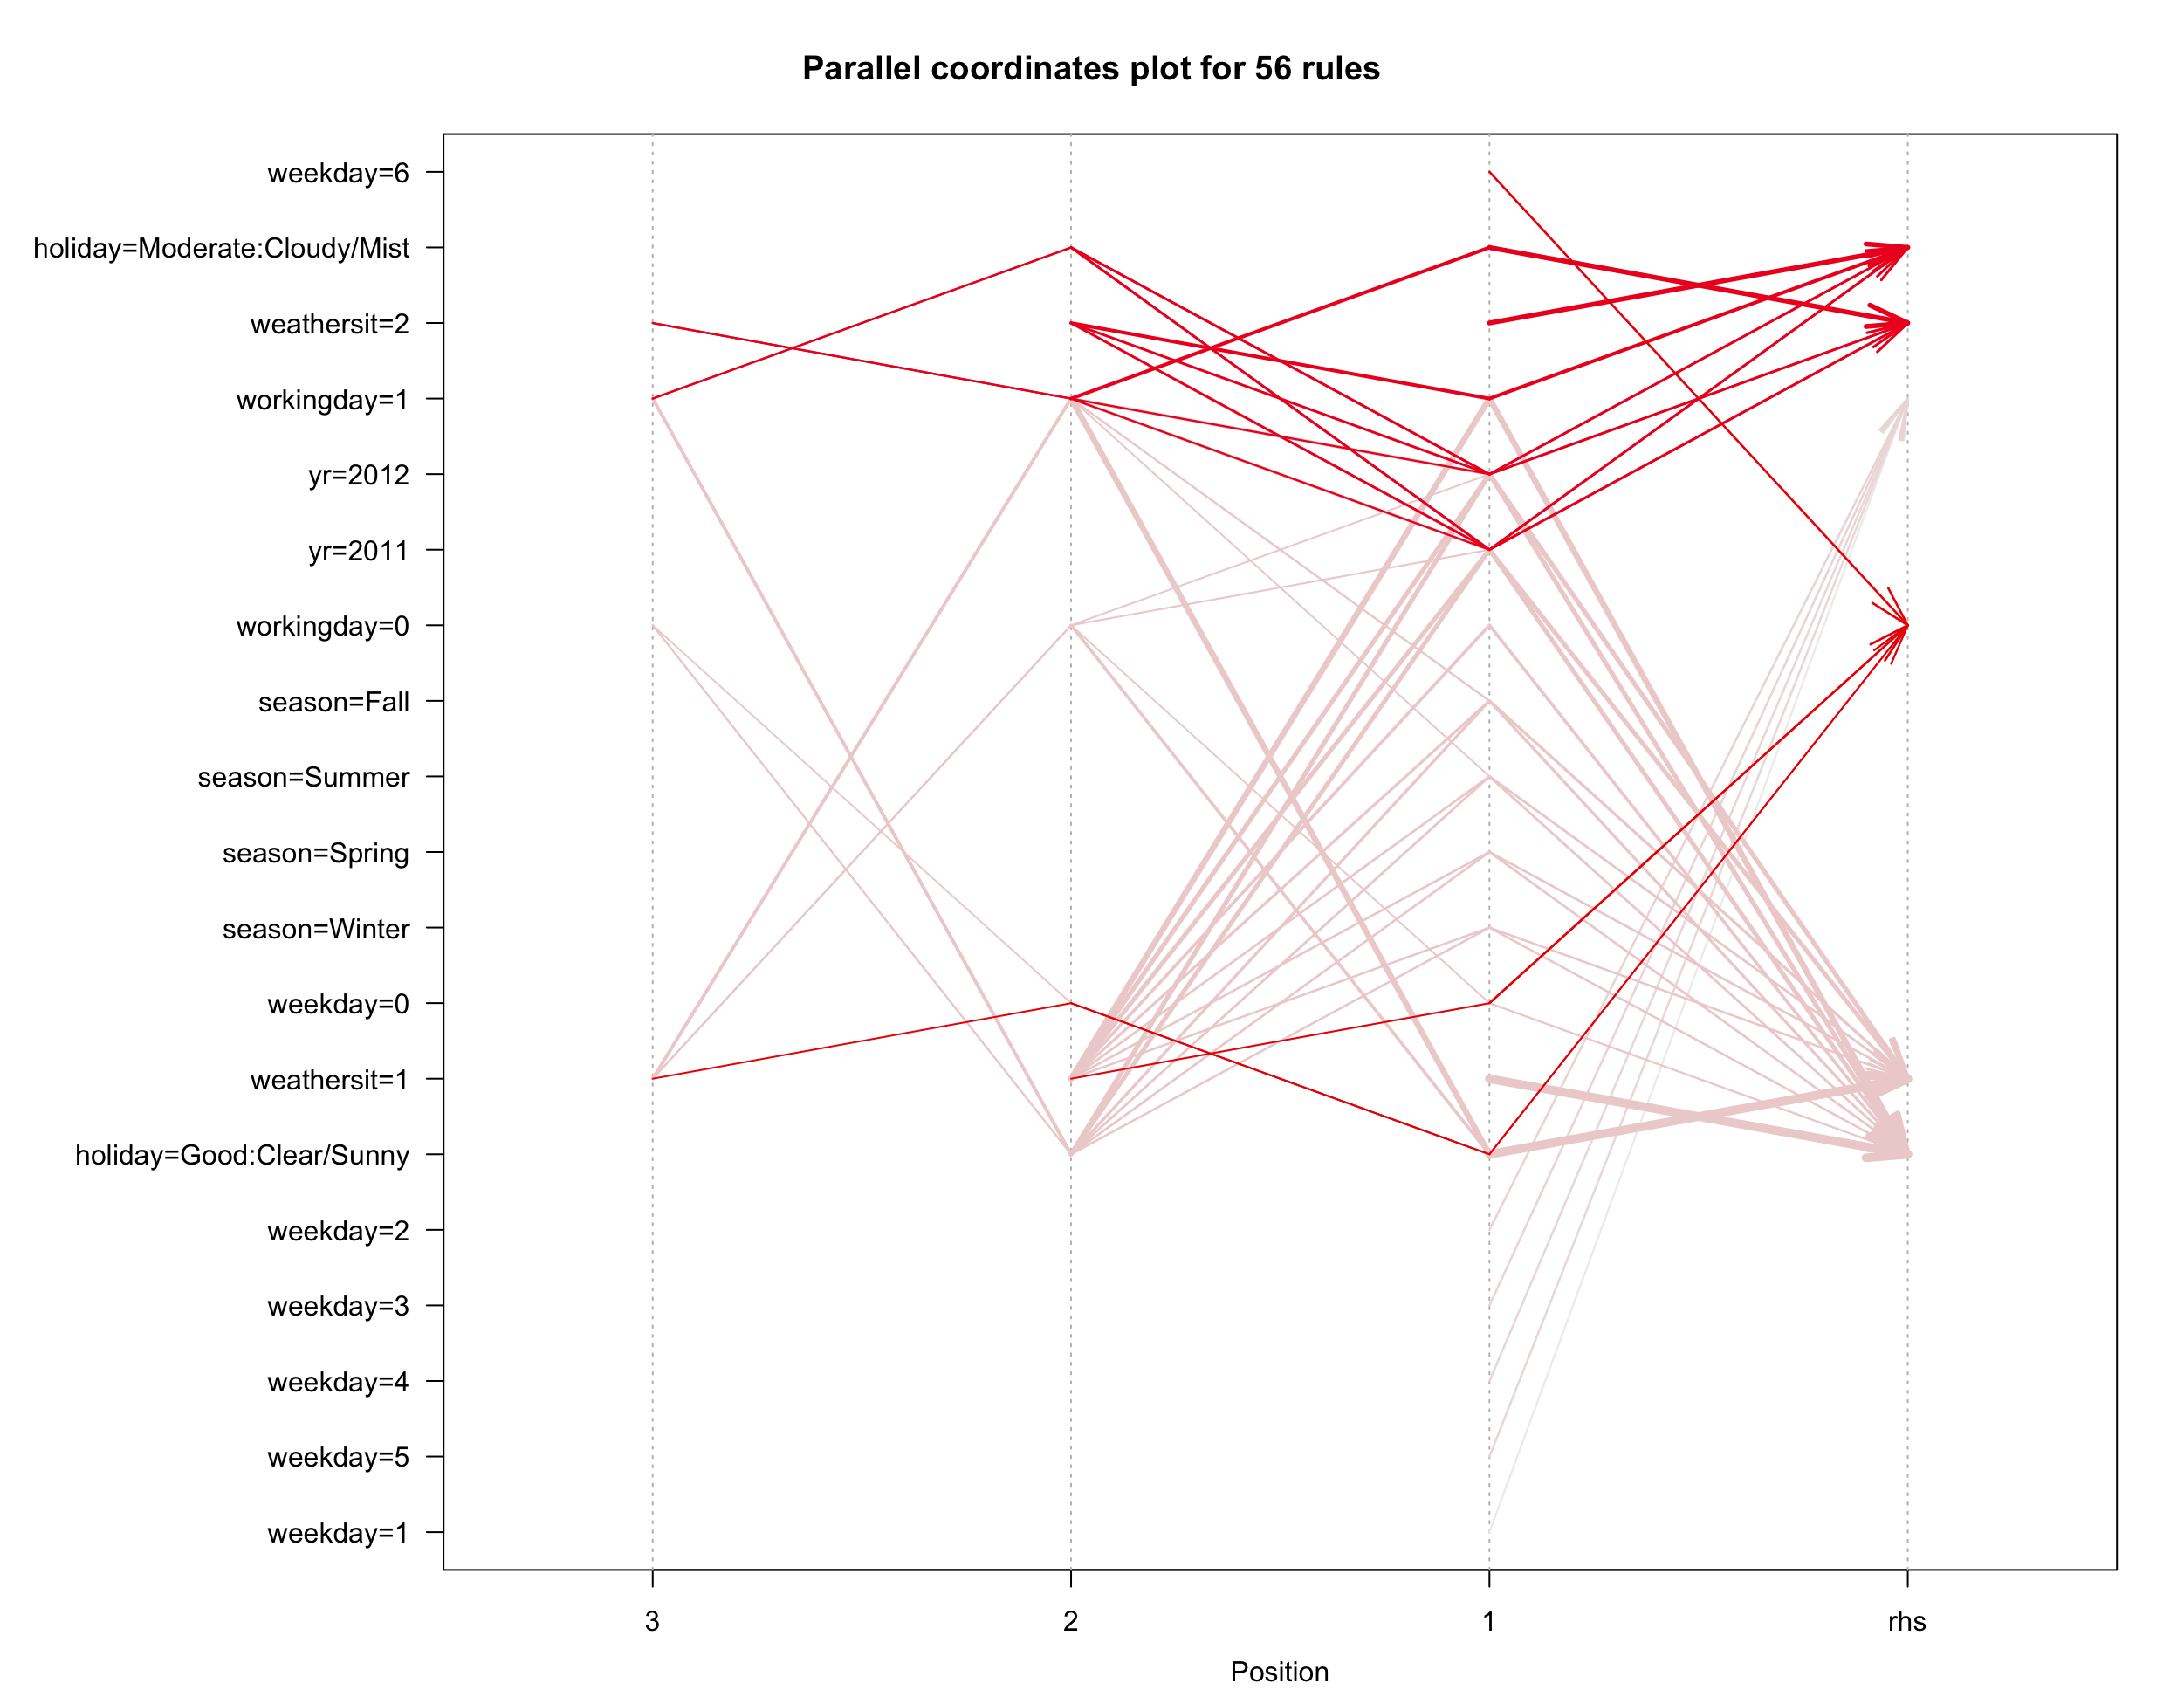 Parallel coordinates plot for 56 rules
weekday=6
holiday=Moderate:Cloudy/Mist
weathersit=2
workingday=1
yr=2012
yr=2011
workingday=0
season=Fall
season=Summer
season=Spring
season=Winter
weekday=0
weathersit=1
holiday=Good:Clear/Sunny
weekday=2
weekday=3
weekday=4
weekday=5
weekday=1
3 2 1 rhs
Position